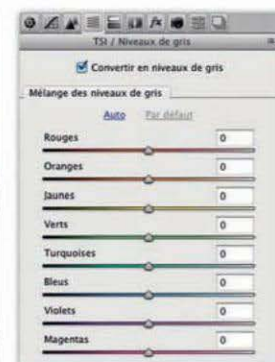 TSI / Niveaux de gris
Convertir en niveaux de gris
Mélange des niveaux de gris
Auto Par défaut
Rouges 0
Oranges 0
Jaunes 0
Verts 0
Turquoises 0
Bleus 0
Violets 0
Magentas 0